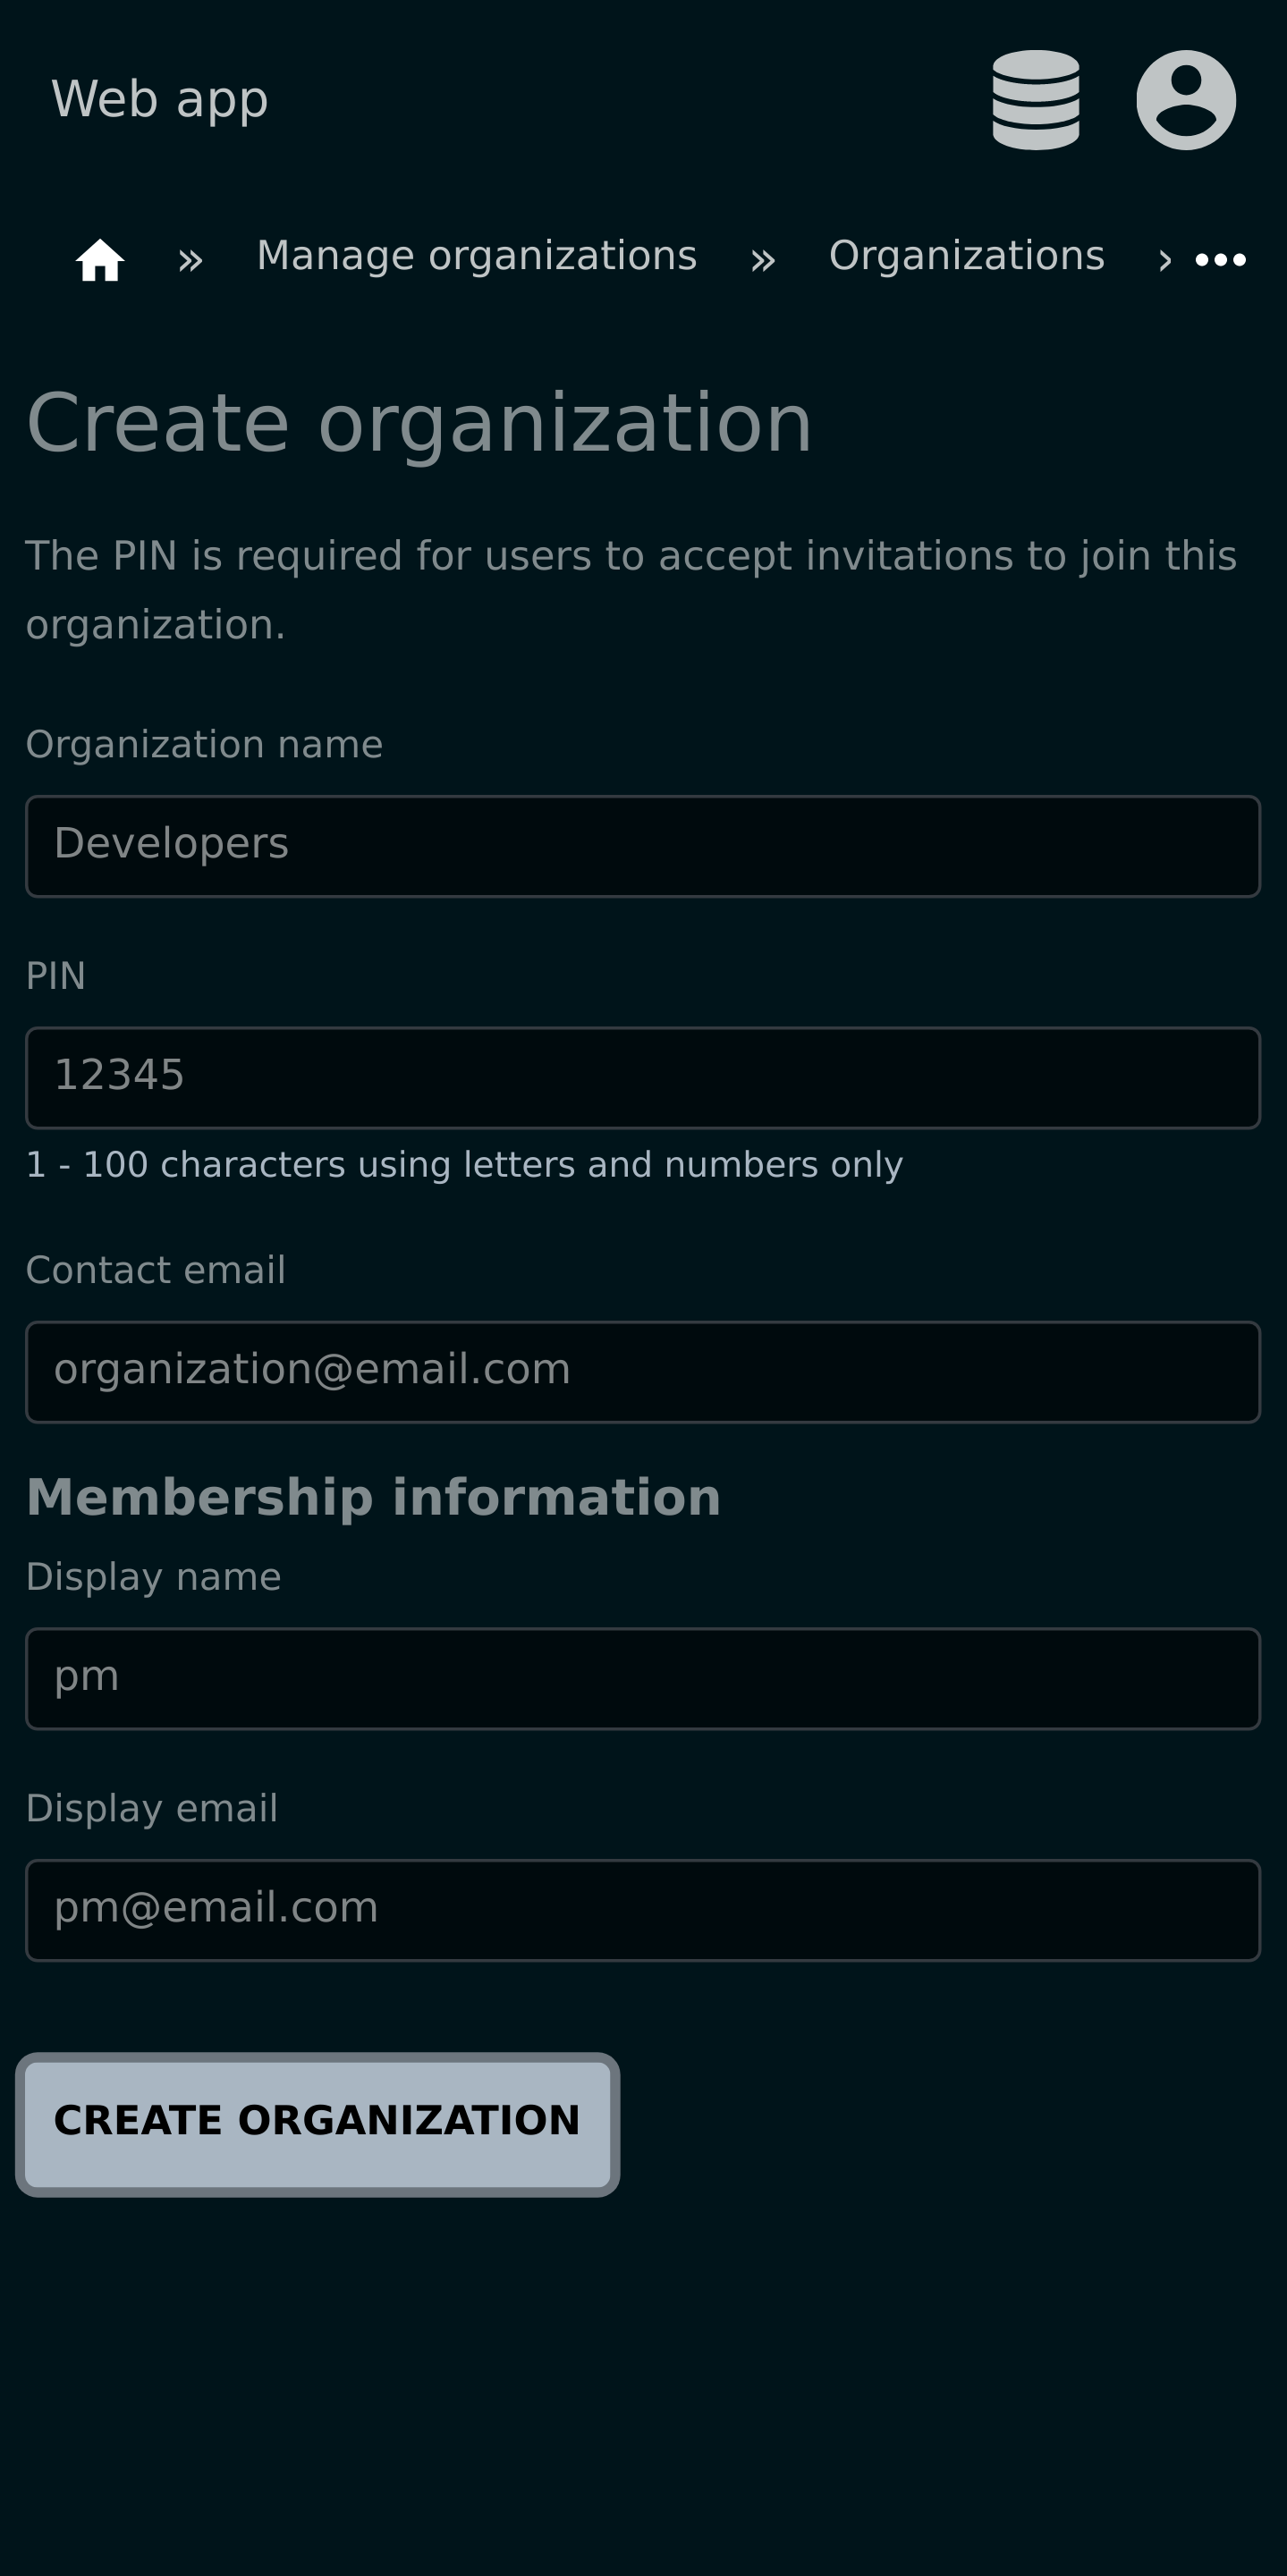 Web app
» Manage organizations » Organizations ›
Create organization
The PIN is required for users to accept invitations to join this
organization.
Organization name
Developers
PIN
12345
1 - 100 characters using letters and numbers only
Contact email
organization@email.com
Membership information
Display name
pm
Display email
pm@email.com
CREATE ORGANIZATION